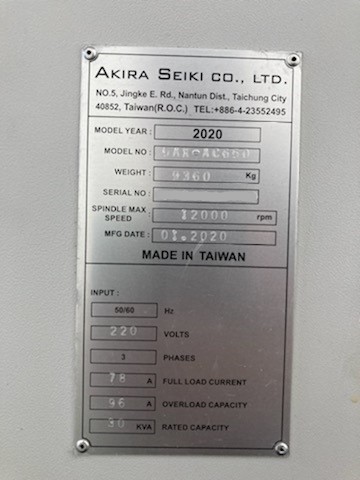 AKIRA SEIKI CO., LTD.
NO.5, Jingke E. Rd., Nantun Dist., Taichung City
40852, Taiwan(R.O.C.) TEL:+886-4-23552495
MODEL YEAR : 2020
MODEL NO :
WEIGHT : 9360 Kg
SERIAL NO :
SPINDLE MAX SPEED : 12000 rpm
MFG DATE : 01.2020
MADE IN TAIWAN
INPUT :
50/60 Hz
220 VOLTS
3 PHASES
78 A FULL LOAD CURRENT
96 A OVERLOAD CAPACITY
30 KVA RATED CAPACITY